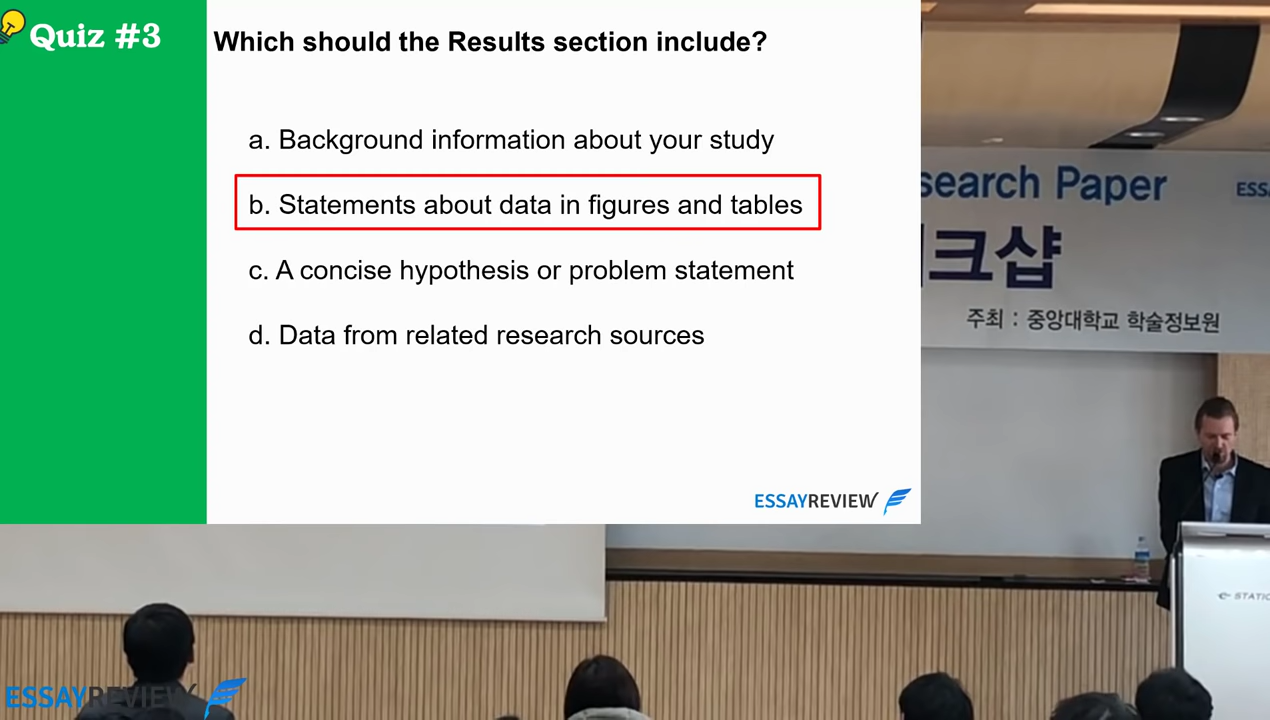 Quiz #3
Which should the Results section include?
a. Background information about your study
b. Statements about data in figures and tables
c. A concise hypothesis or problem statement
d. Data from related research sources
ESSAYREVIEW
search Paper
ESS
크샵
주최 : 중앙대학교 학술정보원
STATIO
ESSAYREVIEW